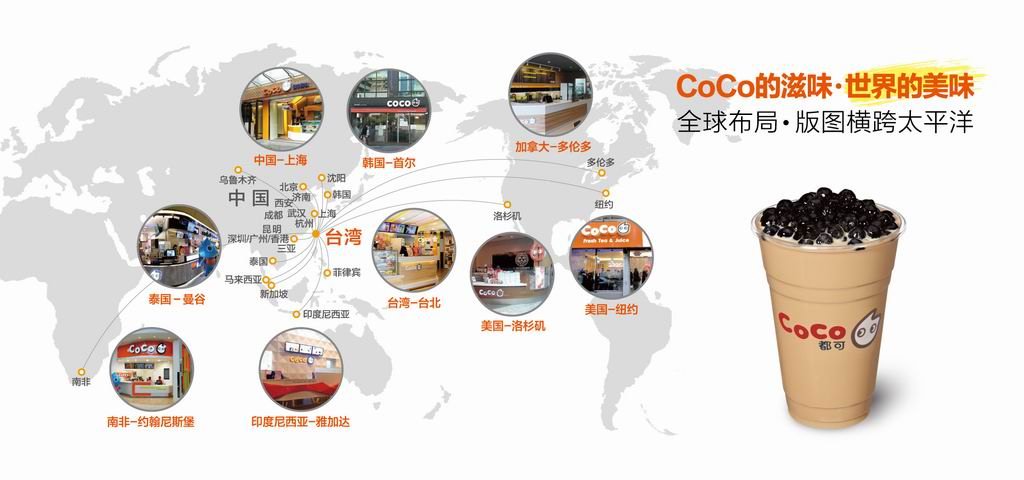 CoCo的滋味·世界的美味
全球布局·版图横跨太平洋
中国-上海
韩国-首尔
加拿大-多伦多
多伦多
纽约
洛杉矶
乌鲁木齐
中国
北京
沈阳
济南
韩国
西安
成都
武汉
上海
杭州
昆明
台湾
深圳/广州/香港
三亚
泰国
马来西亚
新加坡
菲律宾
印度尼西亚
南非
泰国-曼谷
台湾-台北
美国-洛杉矶
CoCo
Fresh Tea & Juice
美国-纽约
南非-约翰尼斯堡
印度尼西亚-雅加达
CoCo
CoCo
CoCo
CoCo
CoCo
都可